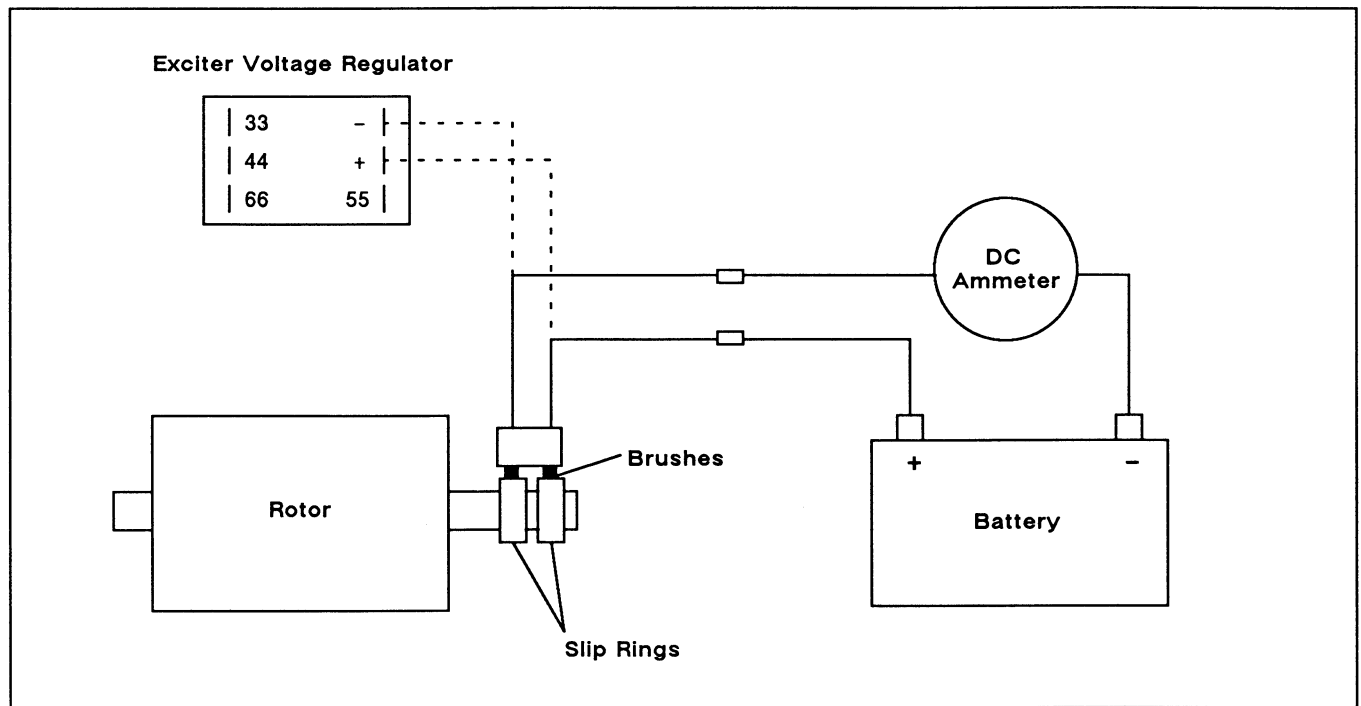 Exciter Voltage Regulator
33 -
44 +
66 55
DC
Ammeter
Brushes
+ -
Rotor
Battery
Slip Rings